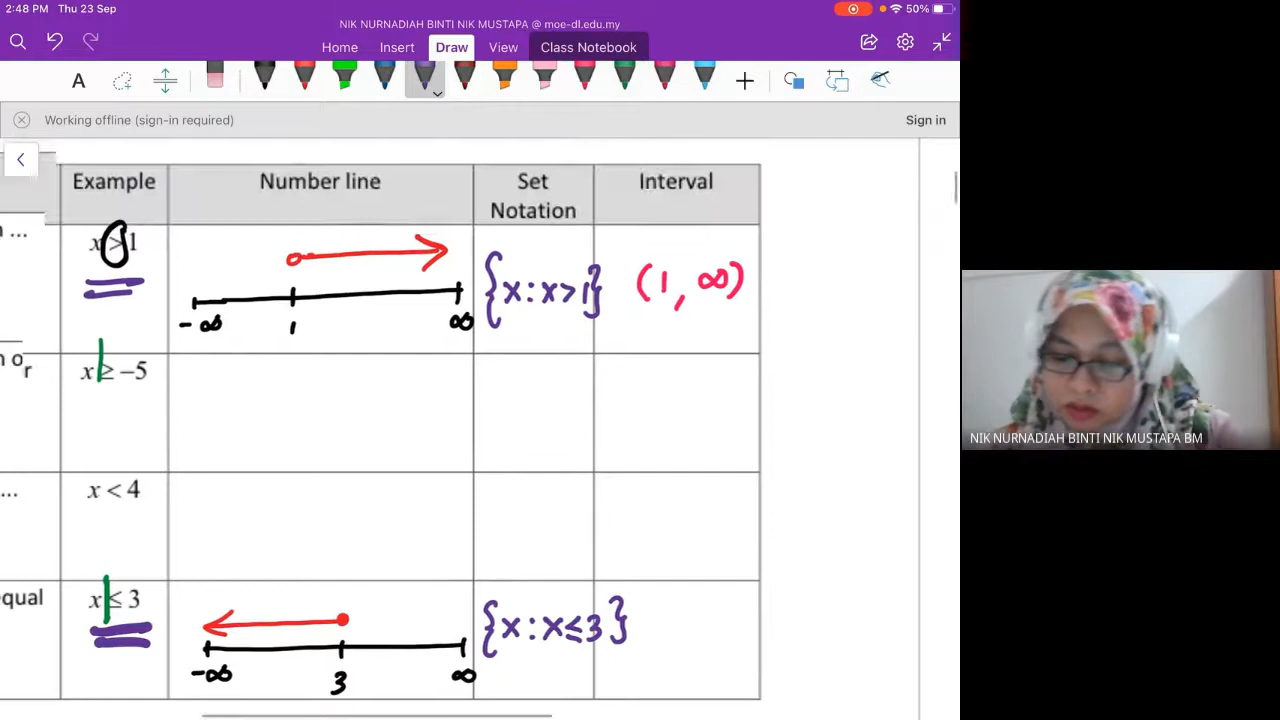 2:48 PM Thu 23 Sep
50%
NIK NURNADIAH BINTI NIK MUSTAPA @ moe-dl.edu.my
Home Insert Draw View Class Notebook
A
Working offline (sign-in required) Sign in
Example Number line Set Notation Interval
...
x > 1
-∞ 1 ∞
{x : x > 1} (1, ∞)
x ≥ −5
...
x < 4
equal
x ≤ 3
-∞ 3 ∞
{x : x ≤ 3}
NIK NURNADIAH BINTI NIK MUSTAPA BM